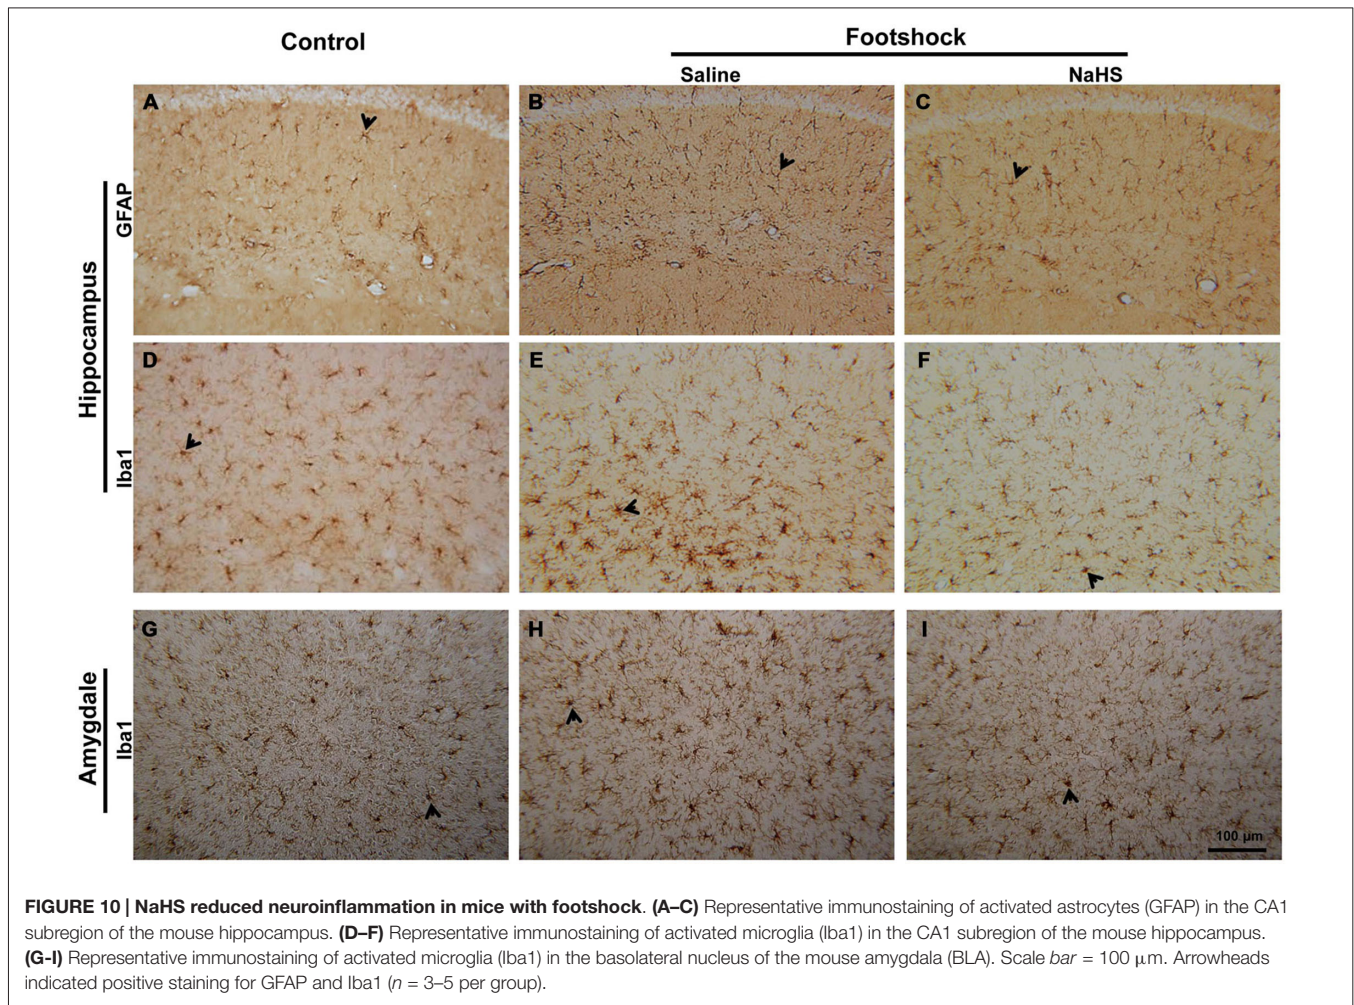 Control
Footshock
Saline
NaHS
A
B
C
GFAP
Hippocampus
D
E
F
Iba1
G
H
I
Amygdale
Iba1
100 µm
FIGURE 10 | NaHS reduced neuroinflammation in mice with footshock. (A–C) Representative immunostaining of activated astrocytes (GFAP) in the CA1
subregion of the mouse hippocampus. (D–F) Representative immunostaining of activated microglia (Iba1) in the CA1 subregion of the mouse hippocampus.
(G-I) Representative immunostaining of activated microglia (Iba1) in the basolateral nucleus of the mouse amygdala (BLA). Scale bar = 100 µm. Arrowheads
indicated positive staining for GFAP and Iba1 (n = 3–5 per group).